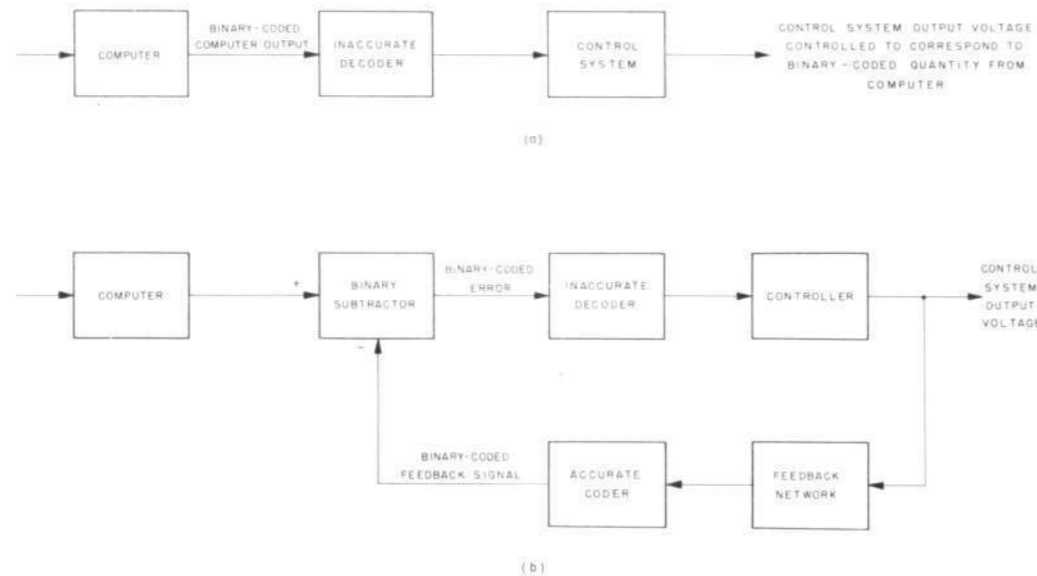 COMPUTER
BINARY-CODED
COMPUTER OUTPUT
INACCURATE
DECODER
CONTROL
SYSTEM
CONTROL SYSTEM OUTPUT VOLTAGE
CONTROLLED TO CORRESPOND TO
BINARY-CODED QUANTITY FROM
COMPUTER
(a)
COMPUTER
+
BINARY
SUBTRACTOR
−
BINARY-CODED
ERROR
INACCURATE
DECODER
CONTROLLER
CONTROL
SYSTEM
OUTPUT
VOLTAGE
BINARY-CODED
FEEDBACK SIGNAL
ACCURATE
CODER
FEEDBACK
NETWORK
(b)